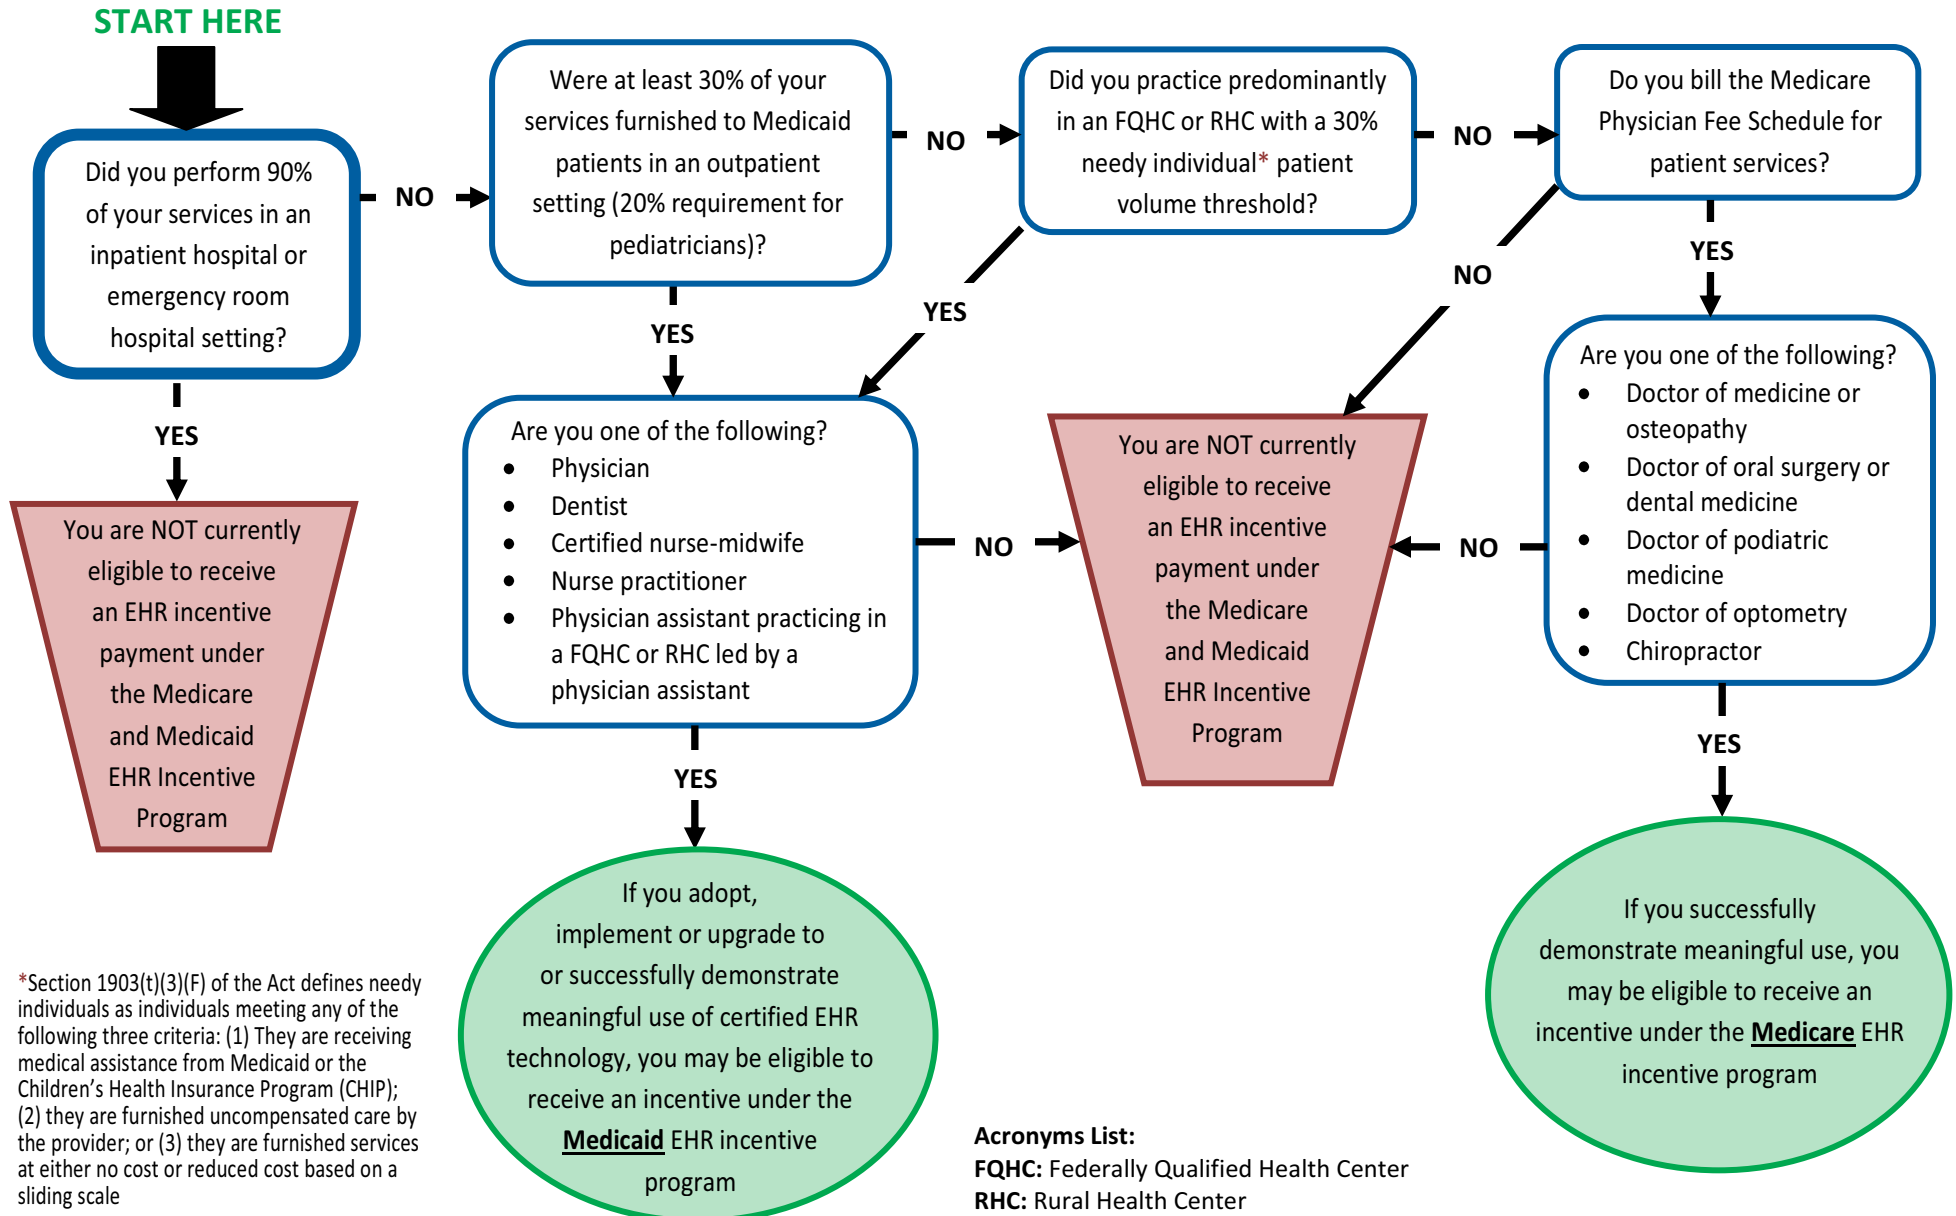 START HERE
Did you perform 90%
of your services in an
inpatient hospital or
emergency room
hospital setting?
NO
YES
You are NOT currently
eligible to receive
an EHR incentive
payment under
the Medicare
and Medicaid
EHR Incentive
Program
Were at least 30% of your
services furnished to Medicaid
patients in an outpatient
setting (20% requirement for
pediatricians)?
NO
YES
Did you practice predominantly
in an FQHC or RHC with a 30%
needy individual* patient
volume threshold?
NO
YES
Do you bill the Medicare
Physician Fee Schedule for
patient services?
NO
YES
Are you one of the following?
• Physician
• Dentist
• Certified nurse-midwife
• Nurse practitioner
• Physician assistant practicing in
a FQHC or RHC led by a
physician assistant
NO
YES
You are NOT currently
eligible to receive
an EHR incentive
payment under
the Medicare
and Medicaid
EHR Incentive
Program
Are you one of the following?
• Doctor of medicine or
osteopathy
• Doctor of oral surgery or
dental medicine
• Doctor of podiatric
medicine
• Doctor of optometry
• Chiropractor
NO
YES
If you adopt,
implement or upgrade to
or successfully demonstrate
meaningful use of certified EHR
technology, you may be eligible to
receive an incentive under the
Medicaid EHR incentive
program
If you successfully
demonstrate meaningful use, you
may be eligible to receive an
incentive under the Medicare EHR
incentive program
*Section 1903(t)(3)(F) of the Act defines needy
individuals as individuals meeting any of the
following three criteria: (1) They are receiving
medical assistance from Medicaid or the
Children’s Health Insurance Program (CHIP);
(2) they are furnished uncompensated care by
the provider; or (3) they are furnished services
at either no cost or reduced cost based on a
sliding scale
Acronyms List:
FQHC: Federally Qualified Health Center
RHC: Rural Health Center